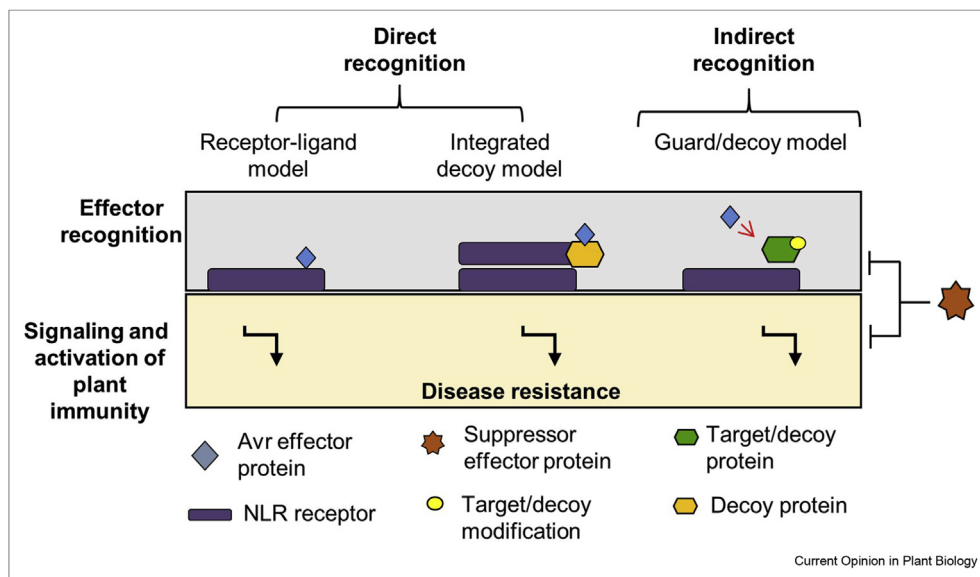 Direct
recognition
Indirect
recognition
Receptor-ligand
model
Integrated
decoy model
Guard/decoy model
Effector
recognition
Signaling and
activation of
plant
immunity
Disease resistance
Avr effector
protein
Suppressor
effector protein
Target/decoy
protein
NLR receptor
Target/decoy
modification
Decoy protein
Current Opinion in Plant Biology